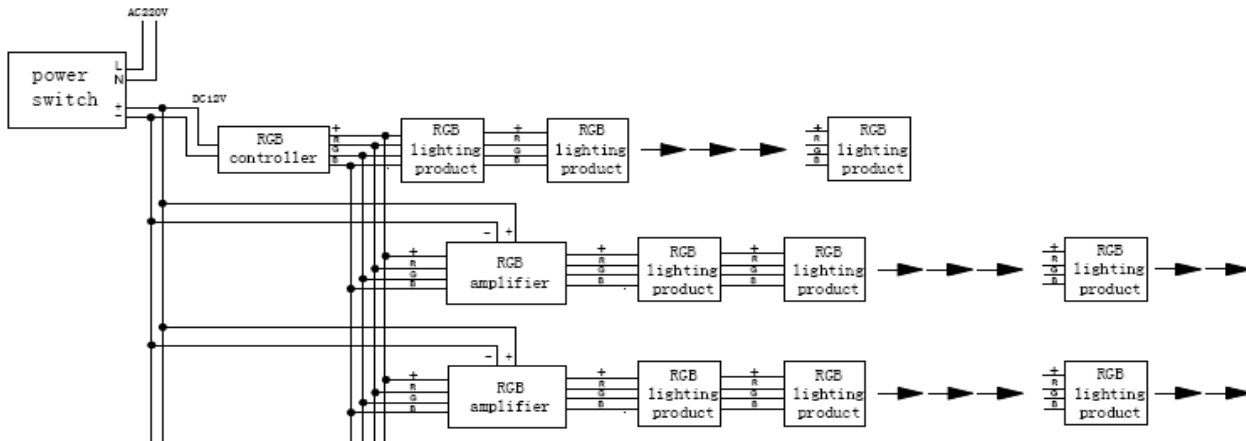 AC220V
power
switch
L
N
+
-
DC12V
RGB
controller
+
R
G
B
RGB
lighting
product
+
R
G
B
RGB
lighting
product
+
R
G
B
RGB
lighting
product
- +
+
R
G
B
RGB
amplifier
+
R
G
B
RGB
lighting
product
+
R
G
B
RGB
lighting
product
+
R
G
B
RGB
lighting
product
- +
+
R
G
B
RGB
amplifier
+
R
G
B
RGB
lighting
product
+
R
G
B
RGB
lighting
product
+
R
G
B
RGB
lighting
product